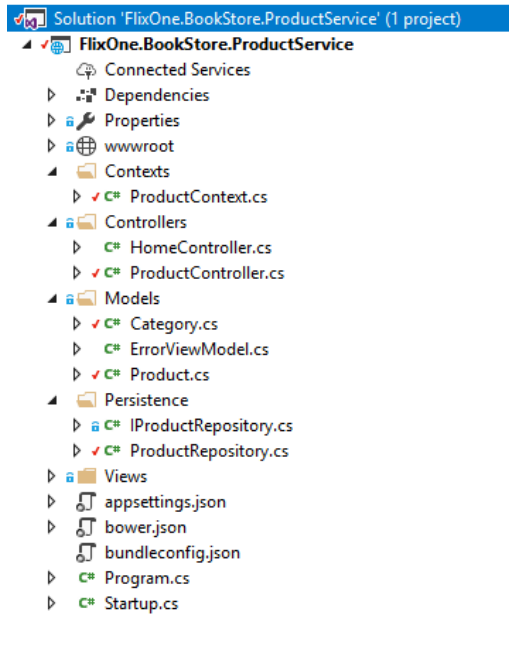 Solution 'FlixOne.BookStore.ProductService' (1 project)
FlixOne.BookStore.ProductService
Connected Services
Dependencies
Properties
wwwroot
Contexts
C# ProductContext.cs
Controllers
C# HomeController.cs
C# ProductController.cs
Models
C# Category.cs
C# ErrorViewModel.cs
C# Product.cs
Persistence
C# IProductRepository.cs
C# ProductRepository.cs
Views
appsettings.json
bower.json
bundleconfig.json
C# Program.cs
C# Startup.cs